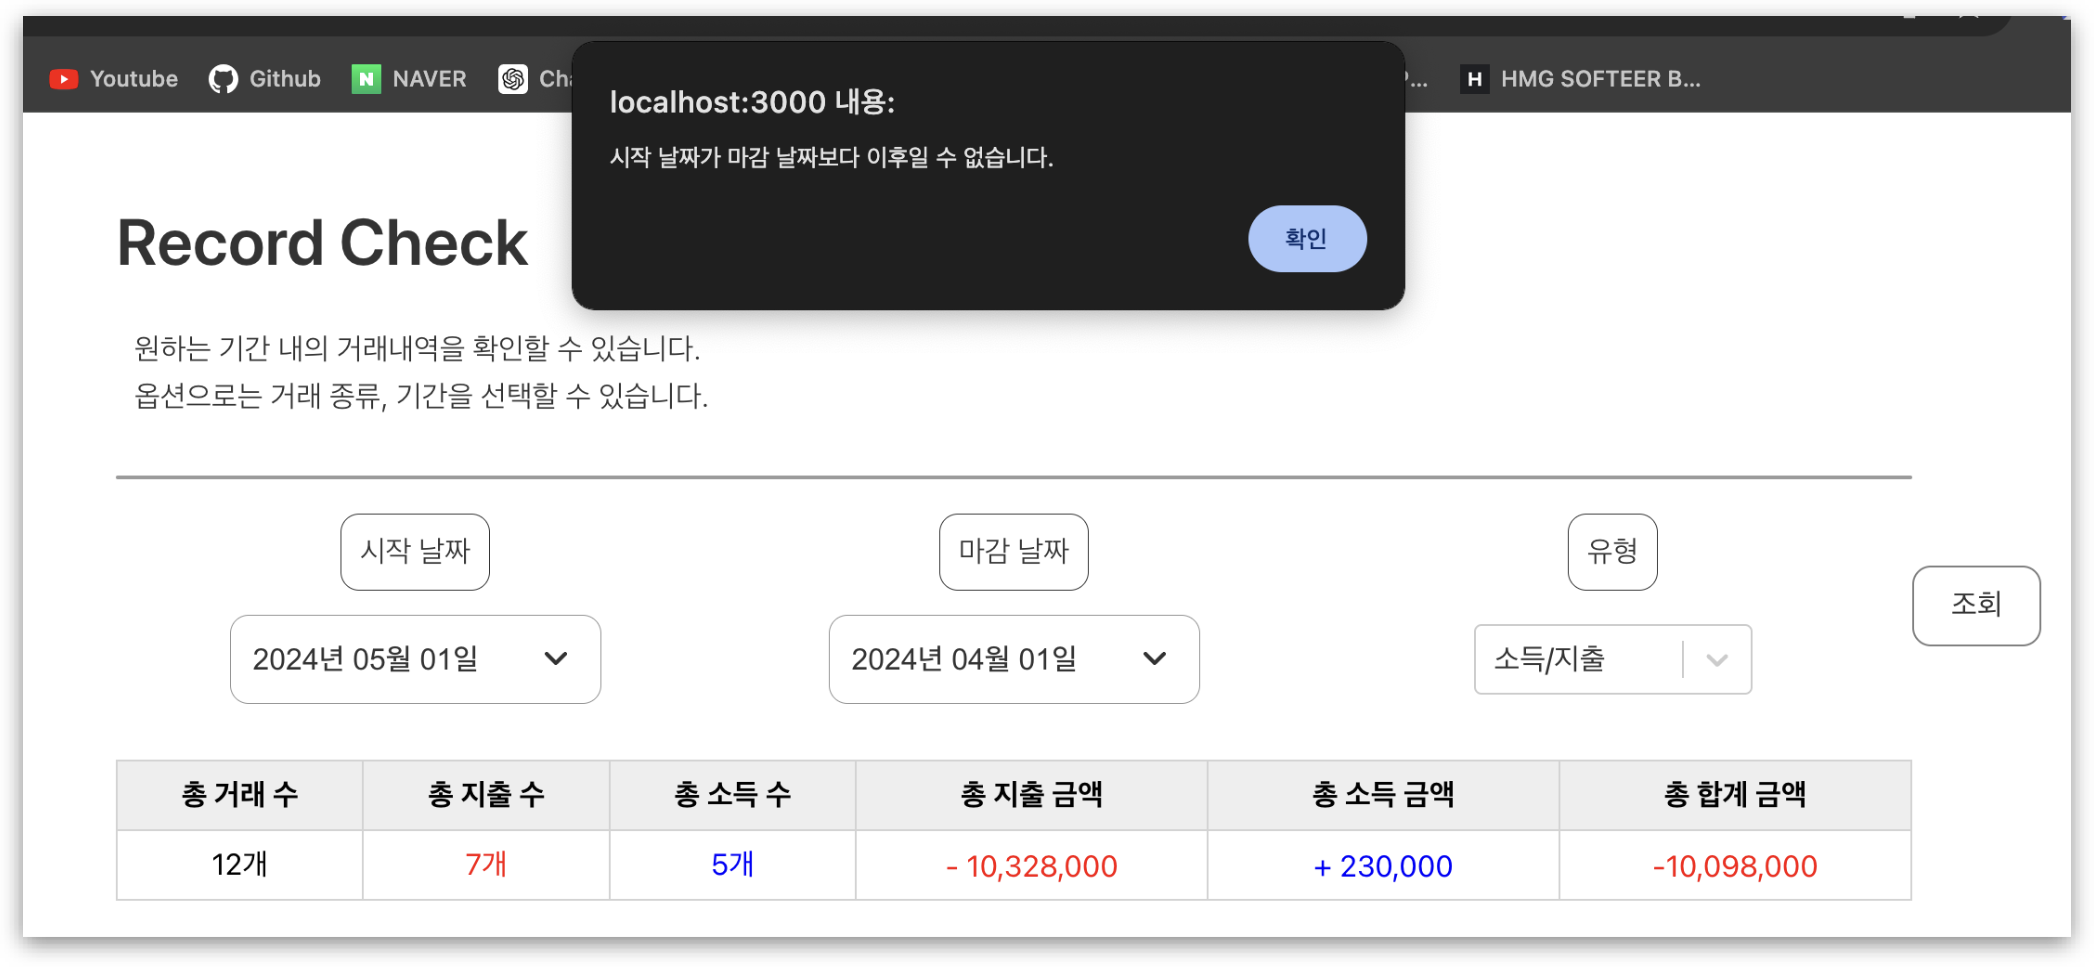 Youtube
Github
NAVER
HMG SOFTEER B...
localhost:3000 내용:
시작 날짜가 마감 날짜보다 이후일 수 없습니다.
확인
Record Check
원하는 기간 내의 거래내역을 확인할 수 있습니다.
옵션으로는 거래 종류, 기간을 선택할 수 있습니다.
시작 날짜
마감 날짜
유형
조회
2024년 05월 01일
2024년 04월 01일
소득/지출
총 거래 수 총 지출 수 총 소득 수 총 지출 금액 총 소득 금액 총 합계 금액
12개 7개 5개 - 10,328,000 + 230,000 -10,098,000